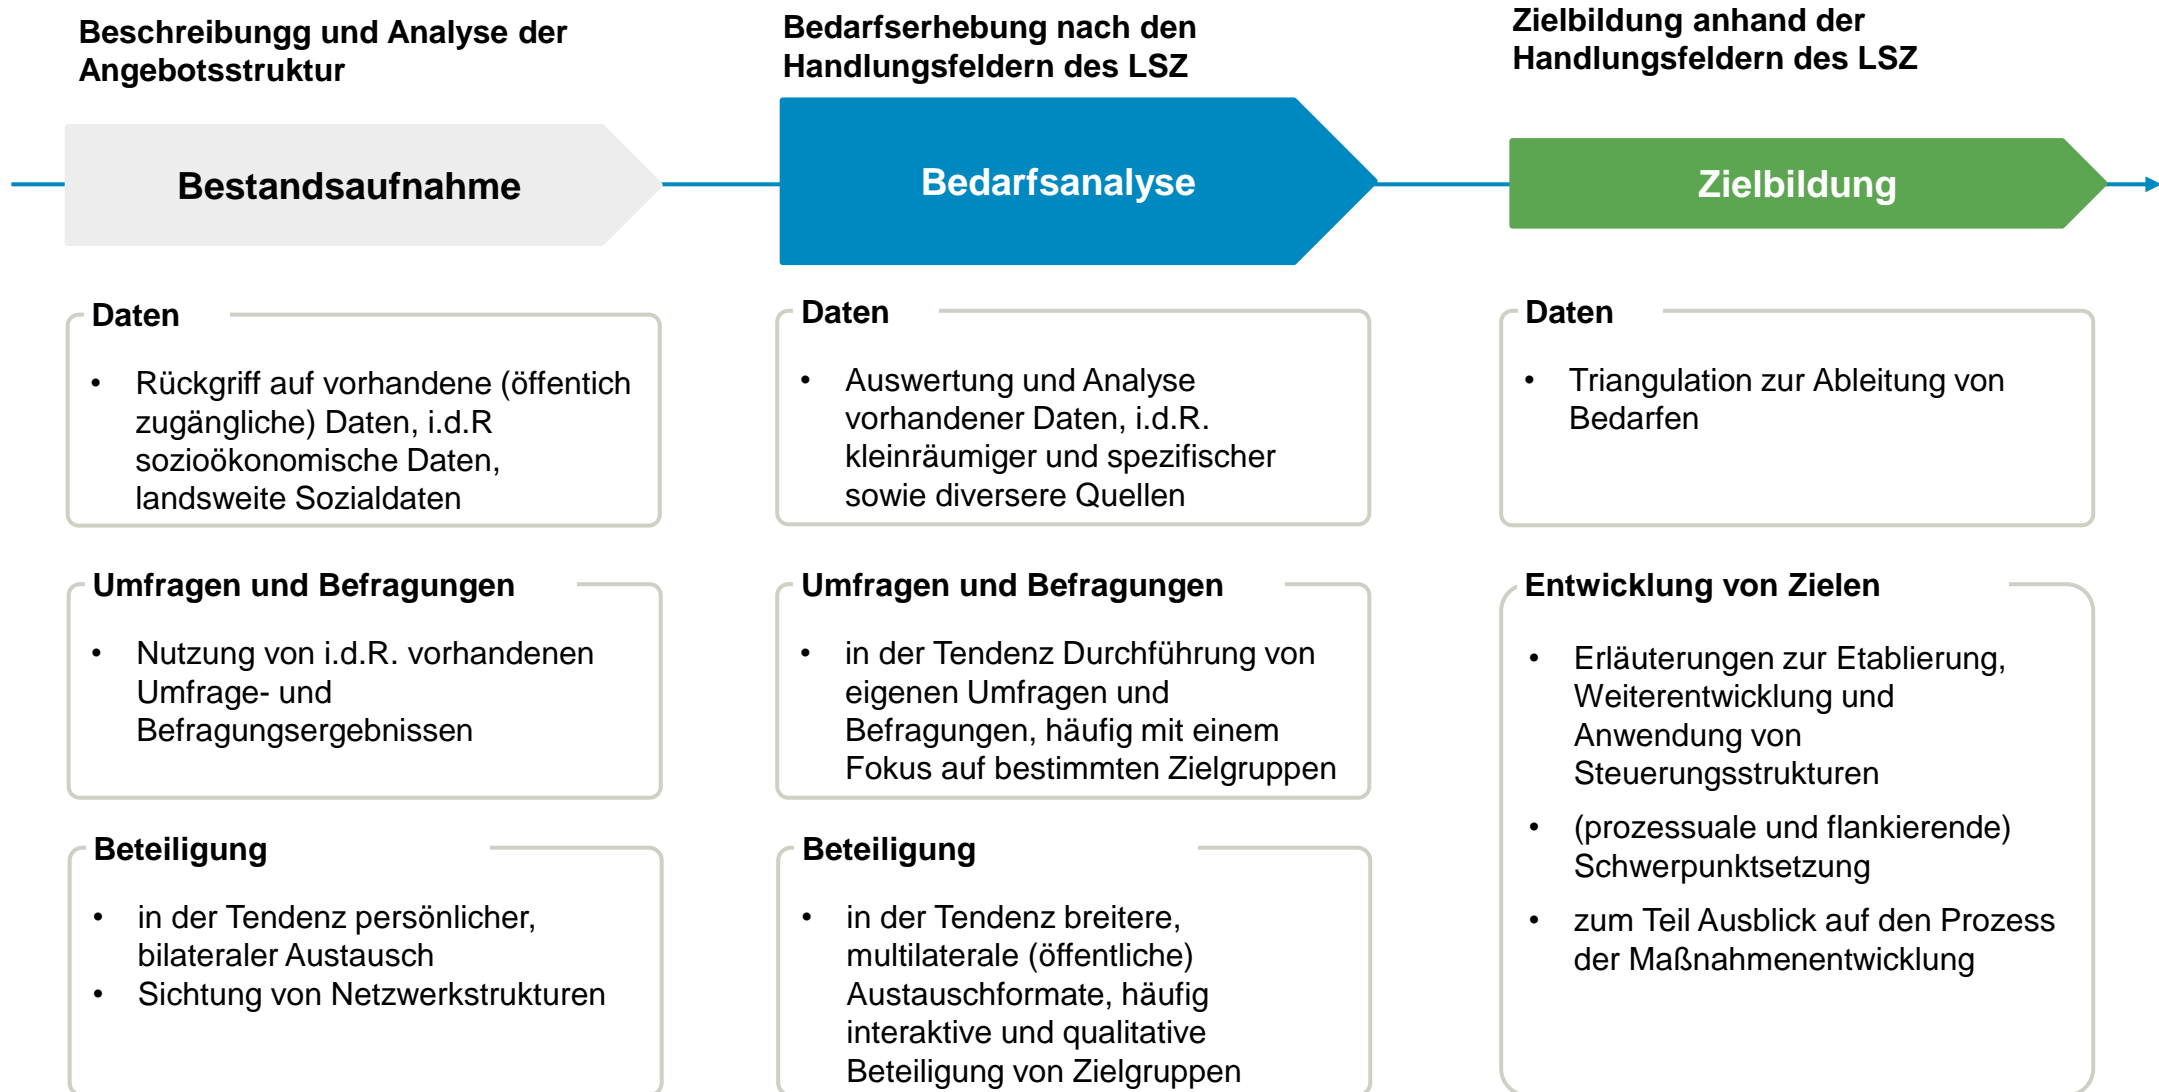 Beschreibungg und Analyse der
Angebotsstruktur
Bestandsaufnahme
Daten
• Rückgriff auf vorhandene (öffentich
zugängliche) Daten, i.d.R
sozioökonomische Daten,
landsweite Sozialdaten
Umfragen und Befragungen
• Nutzung von i.d.R. vorhandenen
Umfrage- und
Befragungsergebnissen
Beteiligung
• in der Tendenz persönlicher,
bilateraler Austausch
• Sichtung von Netzwerkstrukturen
Bedarfserhebung nach den
Handlungsfeldern des LSZ
Bedarfsanalyse
Daten
• Auswertung und Analyse
vorhandener Daten, i.d.R.
kleinräumiger und spezifischer
sowie diversere Quellen
Umfragen und Befragungen
• in der Tendenz Durchführung von
eigenen Umfragen und
Befragungen, häufig mit einem
Fokus auf bestimmten Zielgruppen
Beteiligung
• in der Tendenz breitere,
multilaterale (öffentliche)
Austauschformate, häufig
interaktive und qualitative
Beteiligung von Zielgruppen
Zielbildung anhand der
Handlungsfeldern des LSZ
Zielbildung
Daten
• Triangulation zur Ableitung von
Bedarfen
Entwicklung von Zielen
• Erläuterungen zur Etablierung,
Weiterentwicklung und
Anwendung von
Steuerungsstrukturen
• (prozessuale und flankierende)
Schwerpunktsetzung
• zum Teil Ausblick auf den Prozess
der Maßnahmenentwicklung